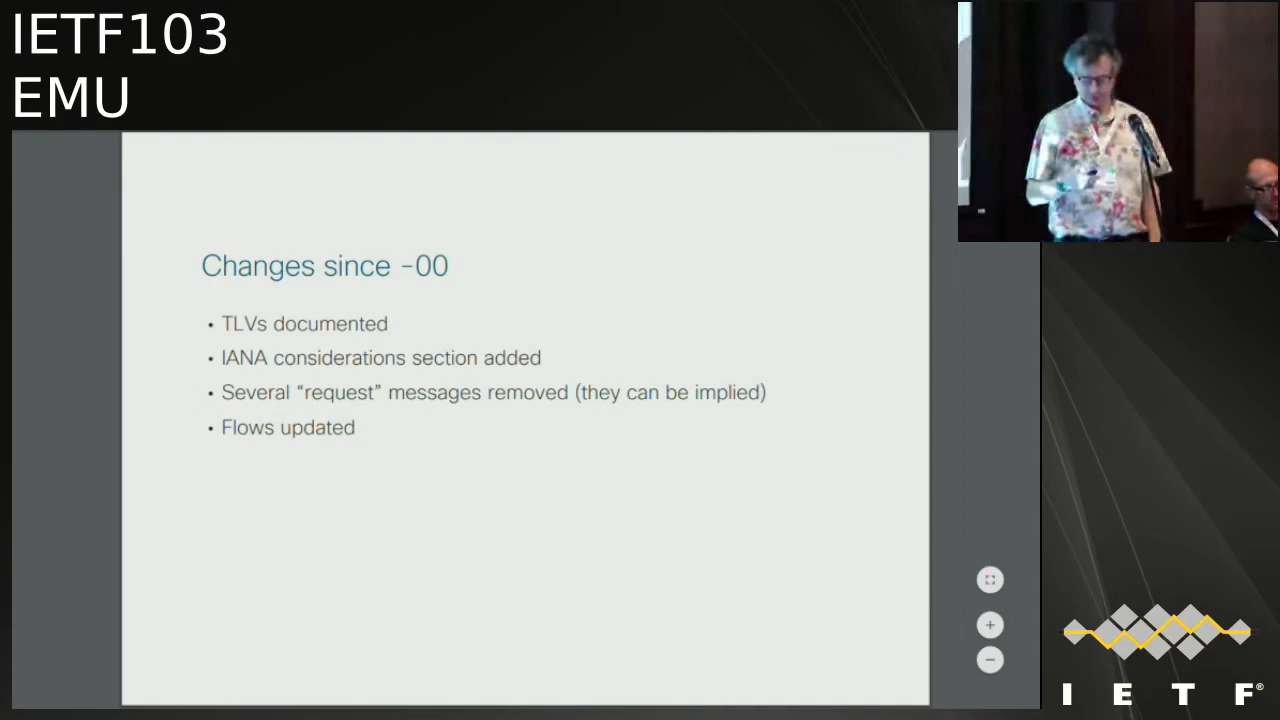 IETF103
EMU
Changes since -00
• TLVs documented
• IANA considerations section added
• Several “request” messages removed (they can be implied)
• Flows updated
I E T F®